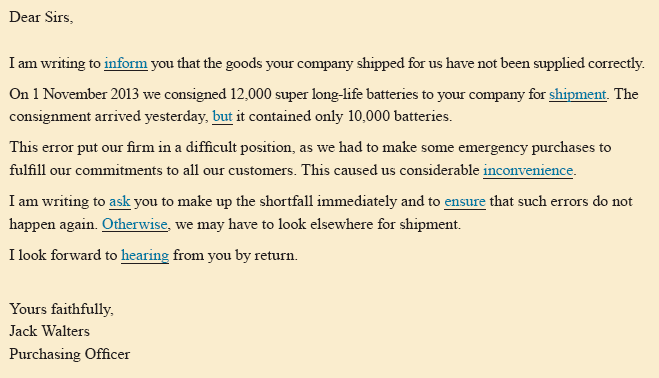 Dear Sirs,
I am writing to inform you that the goods your company shipped for us have not been supplied correctly.
On 1 November 2013 we consigned 12,000 super long-life batteries to your company for shipment. The
consignment arrived yesterday, but it contained only 10,000 batteries.
This error put our firm in a difficult position, as we had to make some emergency purchases to
fulfill our commitments to all our customers. This caused us considerable inconvenience.
I am writing to ask you to make up the shortfall immediately and to ensure that such errors do not
happen again. Otherwise, we may have to look elsewhere for shipment.
I look forward to hearing from you by return.
Yours faithfully,
Jack Walters
Purchasing Officer